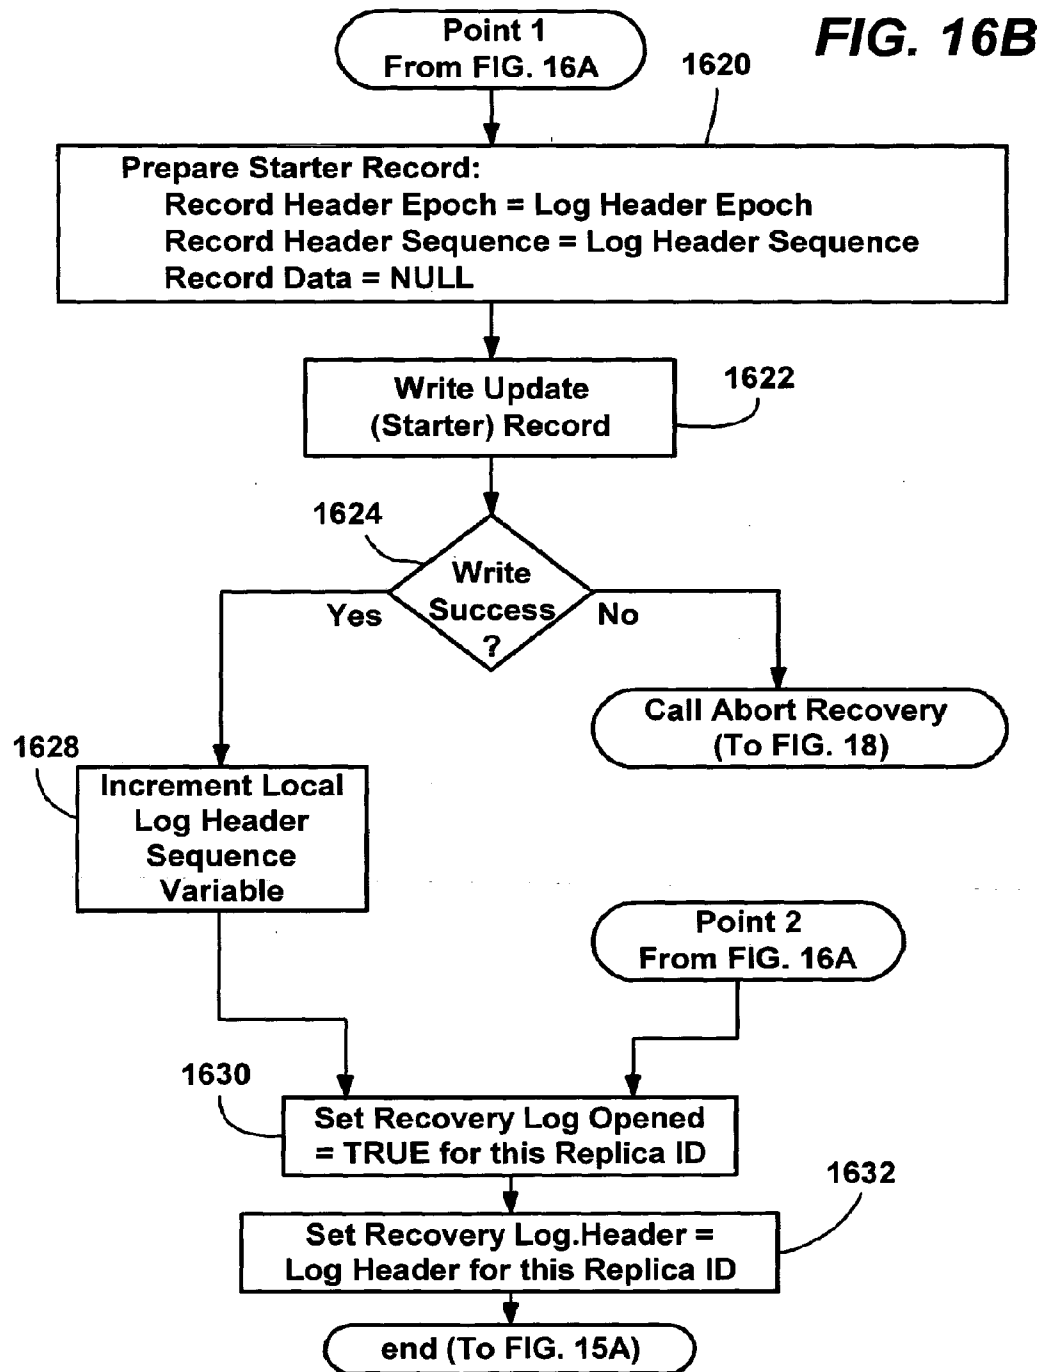 Point 1
From FIG. 16A
FIG. 16B
1620
Prepare Starter Record:
Record Header Epoch = Log Header Epoch
Record Header Sequence = Log Header Sequence
Record Data = NULL
Write Update
(Starter) Record
1622
1624
Write
Success
?
Yes
No
Call Abort Recovery
(To FIG. 18)
1628
Increment Local
Log Header
Sequence
Variable
Point 2
From FIG. 16A
1630
Set Recovery Log Opened
= TRUE for this Replica ID
1632
Set Recovery Log.Header =
Log Header for this Replica ID
end (To FIG. 15A)